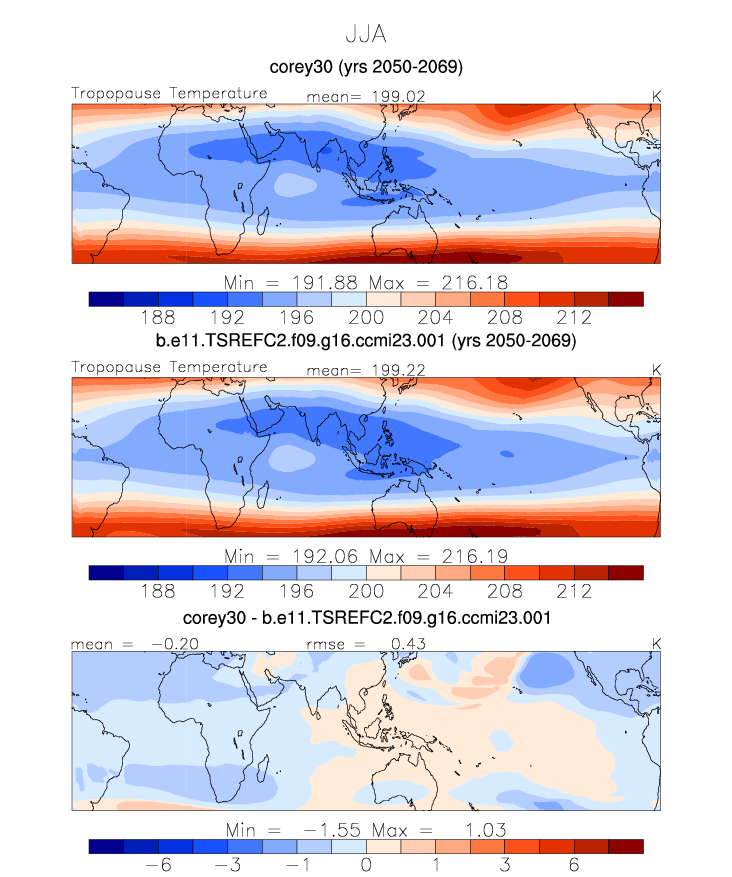 JJA
corey30 (yrs 2050-2069)
Tropopause Temperature mean= 199.02 K
Min = 191.88 Max = 216.18
188 192 196 200 204 208 212
b.e11.TSREFC2.f09.g16.ccmi23.001 (yrs 2050-2069)
Tropopause Temperature mean= 199.22 K
Min = 192.06 Max = 216.19
188 192 196 200 204 208 212
corey30 - b.e11.TSREFC2.f09.g16.ccmi23.001
mean = -0.20 rmse = 0.43 K
Min = -1.55 Max = 1.03
-6 -3 -1 0 1 3 6